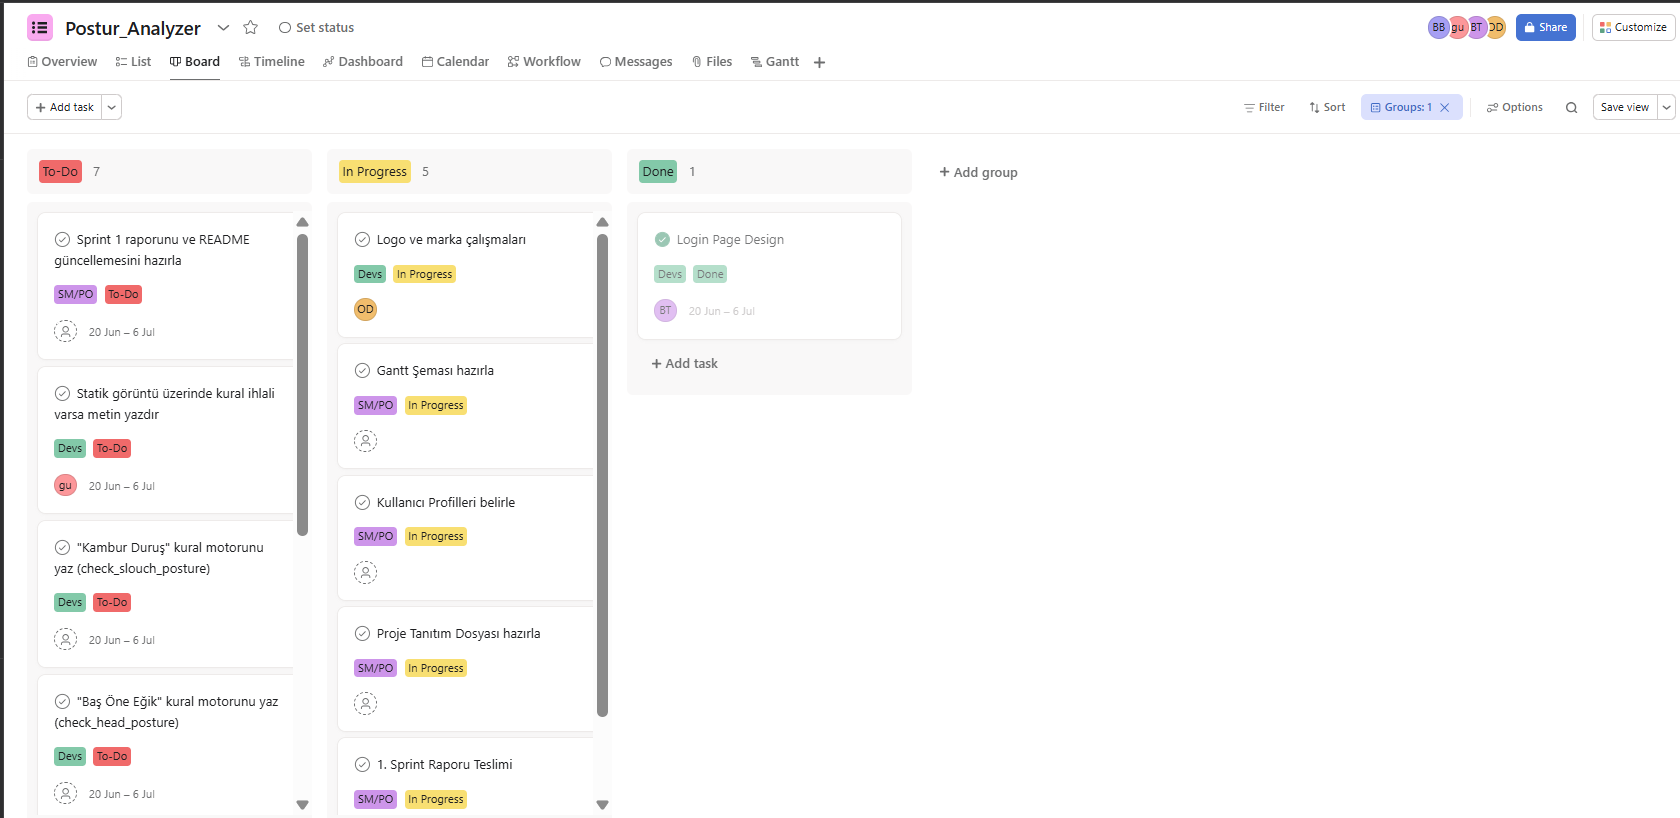 Postur_Analyzer
Set status
BB gu BT OD
Share
Customize
Overview
List
Board
Timeline
Dashboard
Calendar
Workflow
Messages
Files
Gantt
+
+ Add task
Filter
Sort
Groups: 1
Options
Save view
To-Do 7
Sprint 1 raporunu ve README
güncellemesini hazırla
SM/PO To-Do
20 Jun – 6 Jul
Statik görüntü üzerinde kural ihlali
varsa metin yazdır
Devs To-Do
gu 20 Jun – 6 Jul
"Kambur Duruş" kural motorunu
yaz (check_slouch_posture)
Devs To-Do
20 Jun – 6 Jul
"Baş Öne Eğik" kural motorunu yaz
(check_head_posture)
Devs To-Do
20 Jun – 6 Jul
In Progress 5
Logo ve marka çalışmaları
Devs In Progress
OD
Gantt Şeması hazırla
SM/PO In Progress
Kullanıcı Profilleri belirle
SM/PO In Progress
Proje Tanıtım Dosyası hazırla
SM/PO In Progress
1. Sprint Raporu Teslimi
SM/PO In Progress
Done 1
Login Page Design
Devs Done
BT 20 Jun – 6 Jul
+ Add task
+ Add group